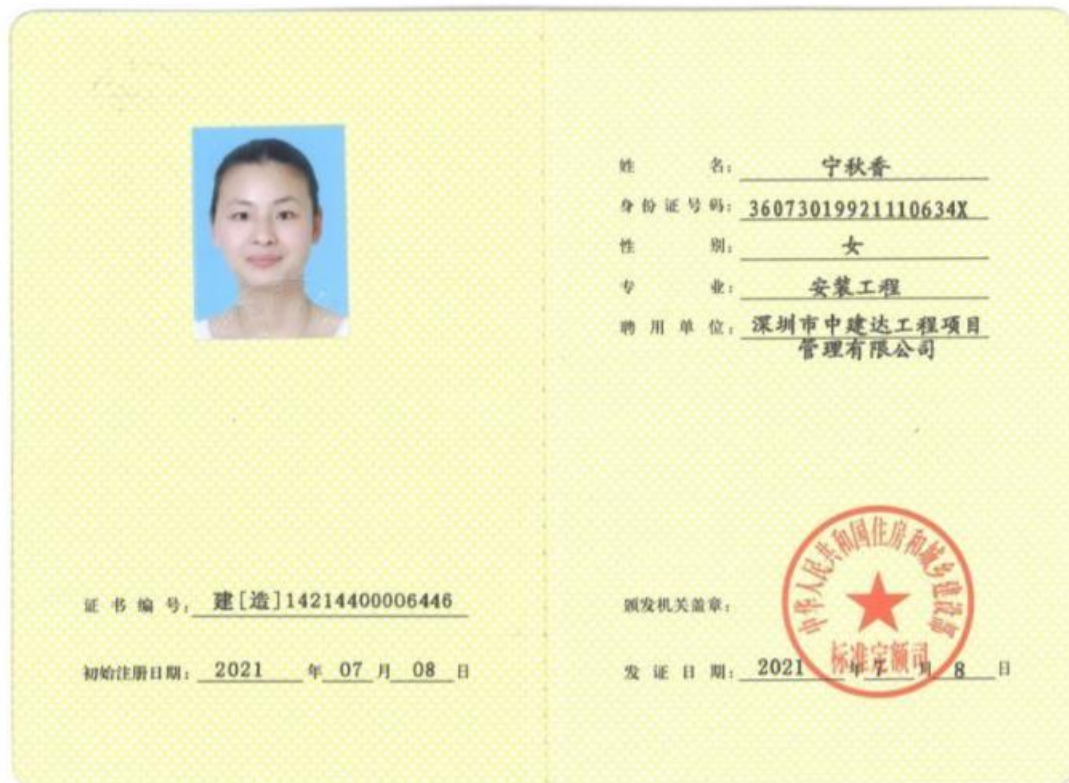 证书编号：建[造]14214400006446
初始注册日期：2021 年 07 月 08 日
姓名：宁秋香
身份证号码：36073019921110634X
性别：女
专业：安装工程
聘用单位：深圳市中建达工程项目
管理有限公司
颁发机关盖章：
中华人民共和国住房和城乡建设部
标准定额司
发证日期：2021 年 7 月 8 日